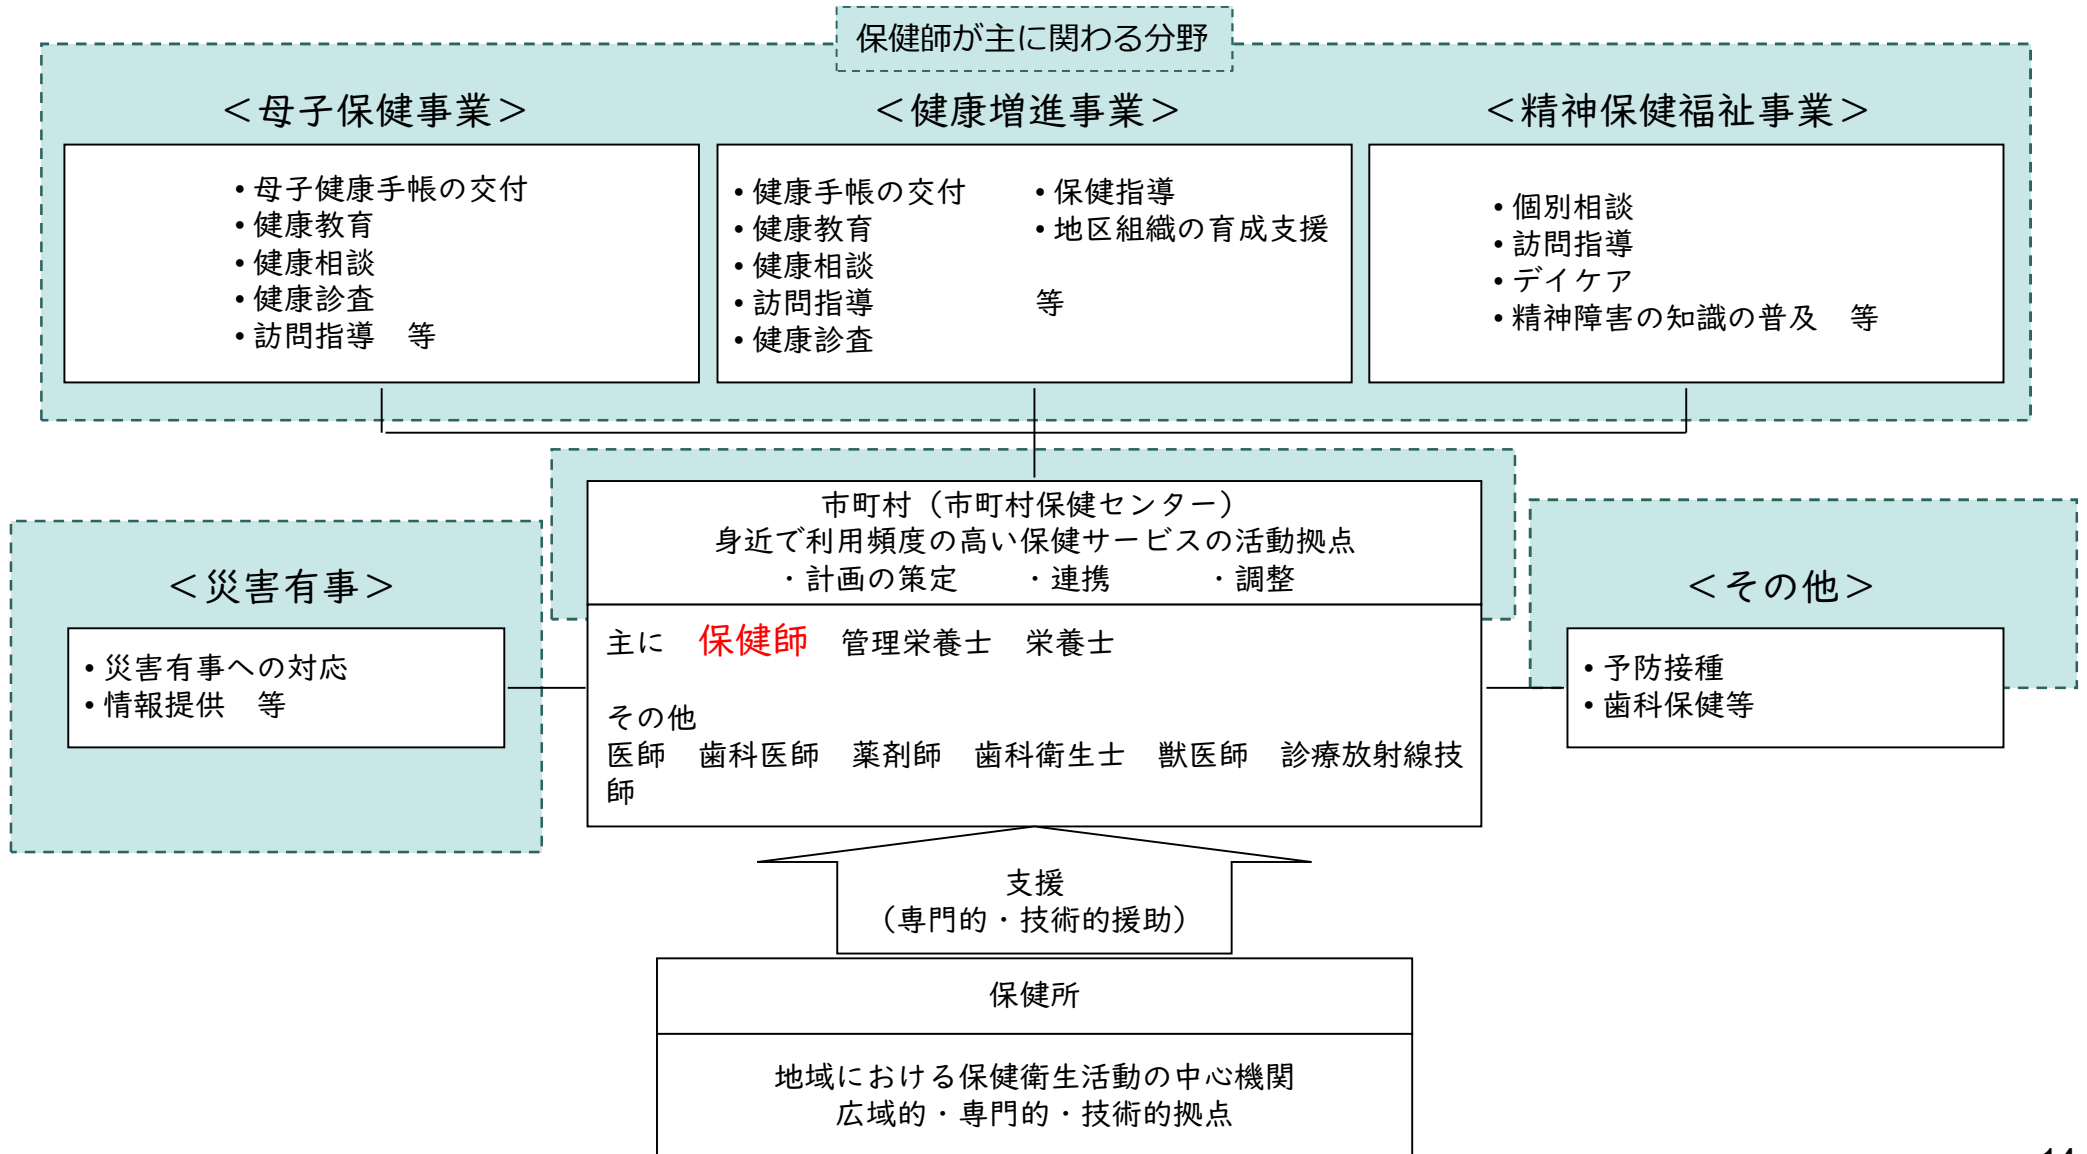 保健師が主に関わる分野
＜母子保健事業＞
• 母子健康手帳の交付
• 健康教育
• 健康相談
• 健康診査
• 訪問指導　等
＜健康増進事業＞
• 健康手帳の交付
• 健康教育
• 健康相談
• 訪問指導
• 健康診査
• 保健指導
• 地区組織の育成支援
等
＜精神保健福祉事業＞
• 個別相談
• 訪問指導
• デイケア
• 精神障害の知識の普及　等
市町村（市町村保健センター）
身近で利用頻度の高い保健サービスの活動拠点
・計画の策定　　・連携　　　・調整
主に　保健師　管理栄養士　栄養士
その他
医師　歯科医師　薬剤師　歯科衛生士　獣医師　診療放射線技
師
＜災害有事＞
• 災害有事への対応
• 情報提供　等
＜その他＞
• 予防接種
• 歯科保健等
支援
（専門的・技術的援助）
保健所
地域における保健衛生活動の中心機関
広域的・専門的・技術的拠点